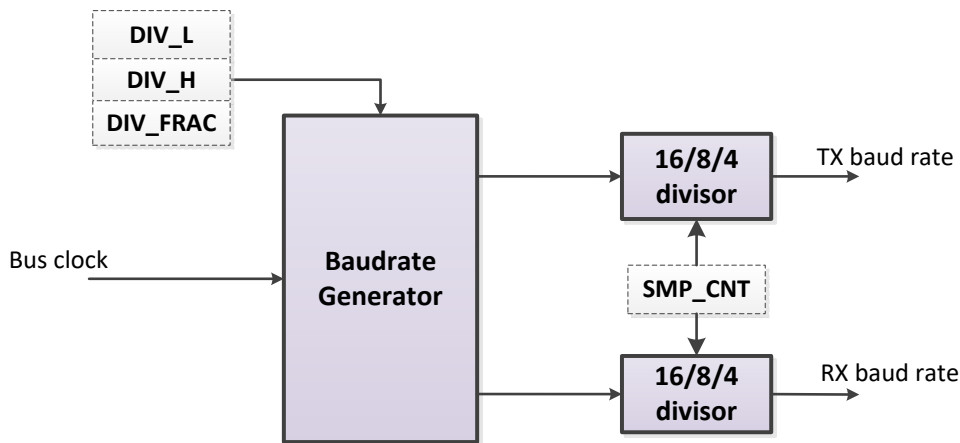 DIV_L
DIV_H
DIV_FRAC
Bus clock
Baudrate
Generator
16/8/4
divisor
TX baud rate
SMP_CNT
16/8/4
divisor
RX baud rate